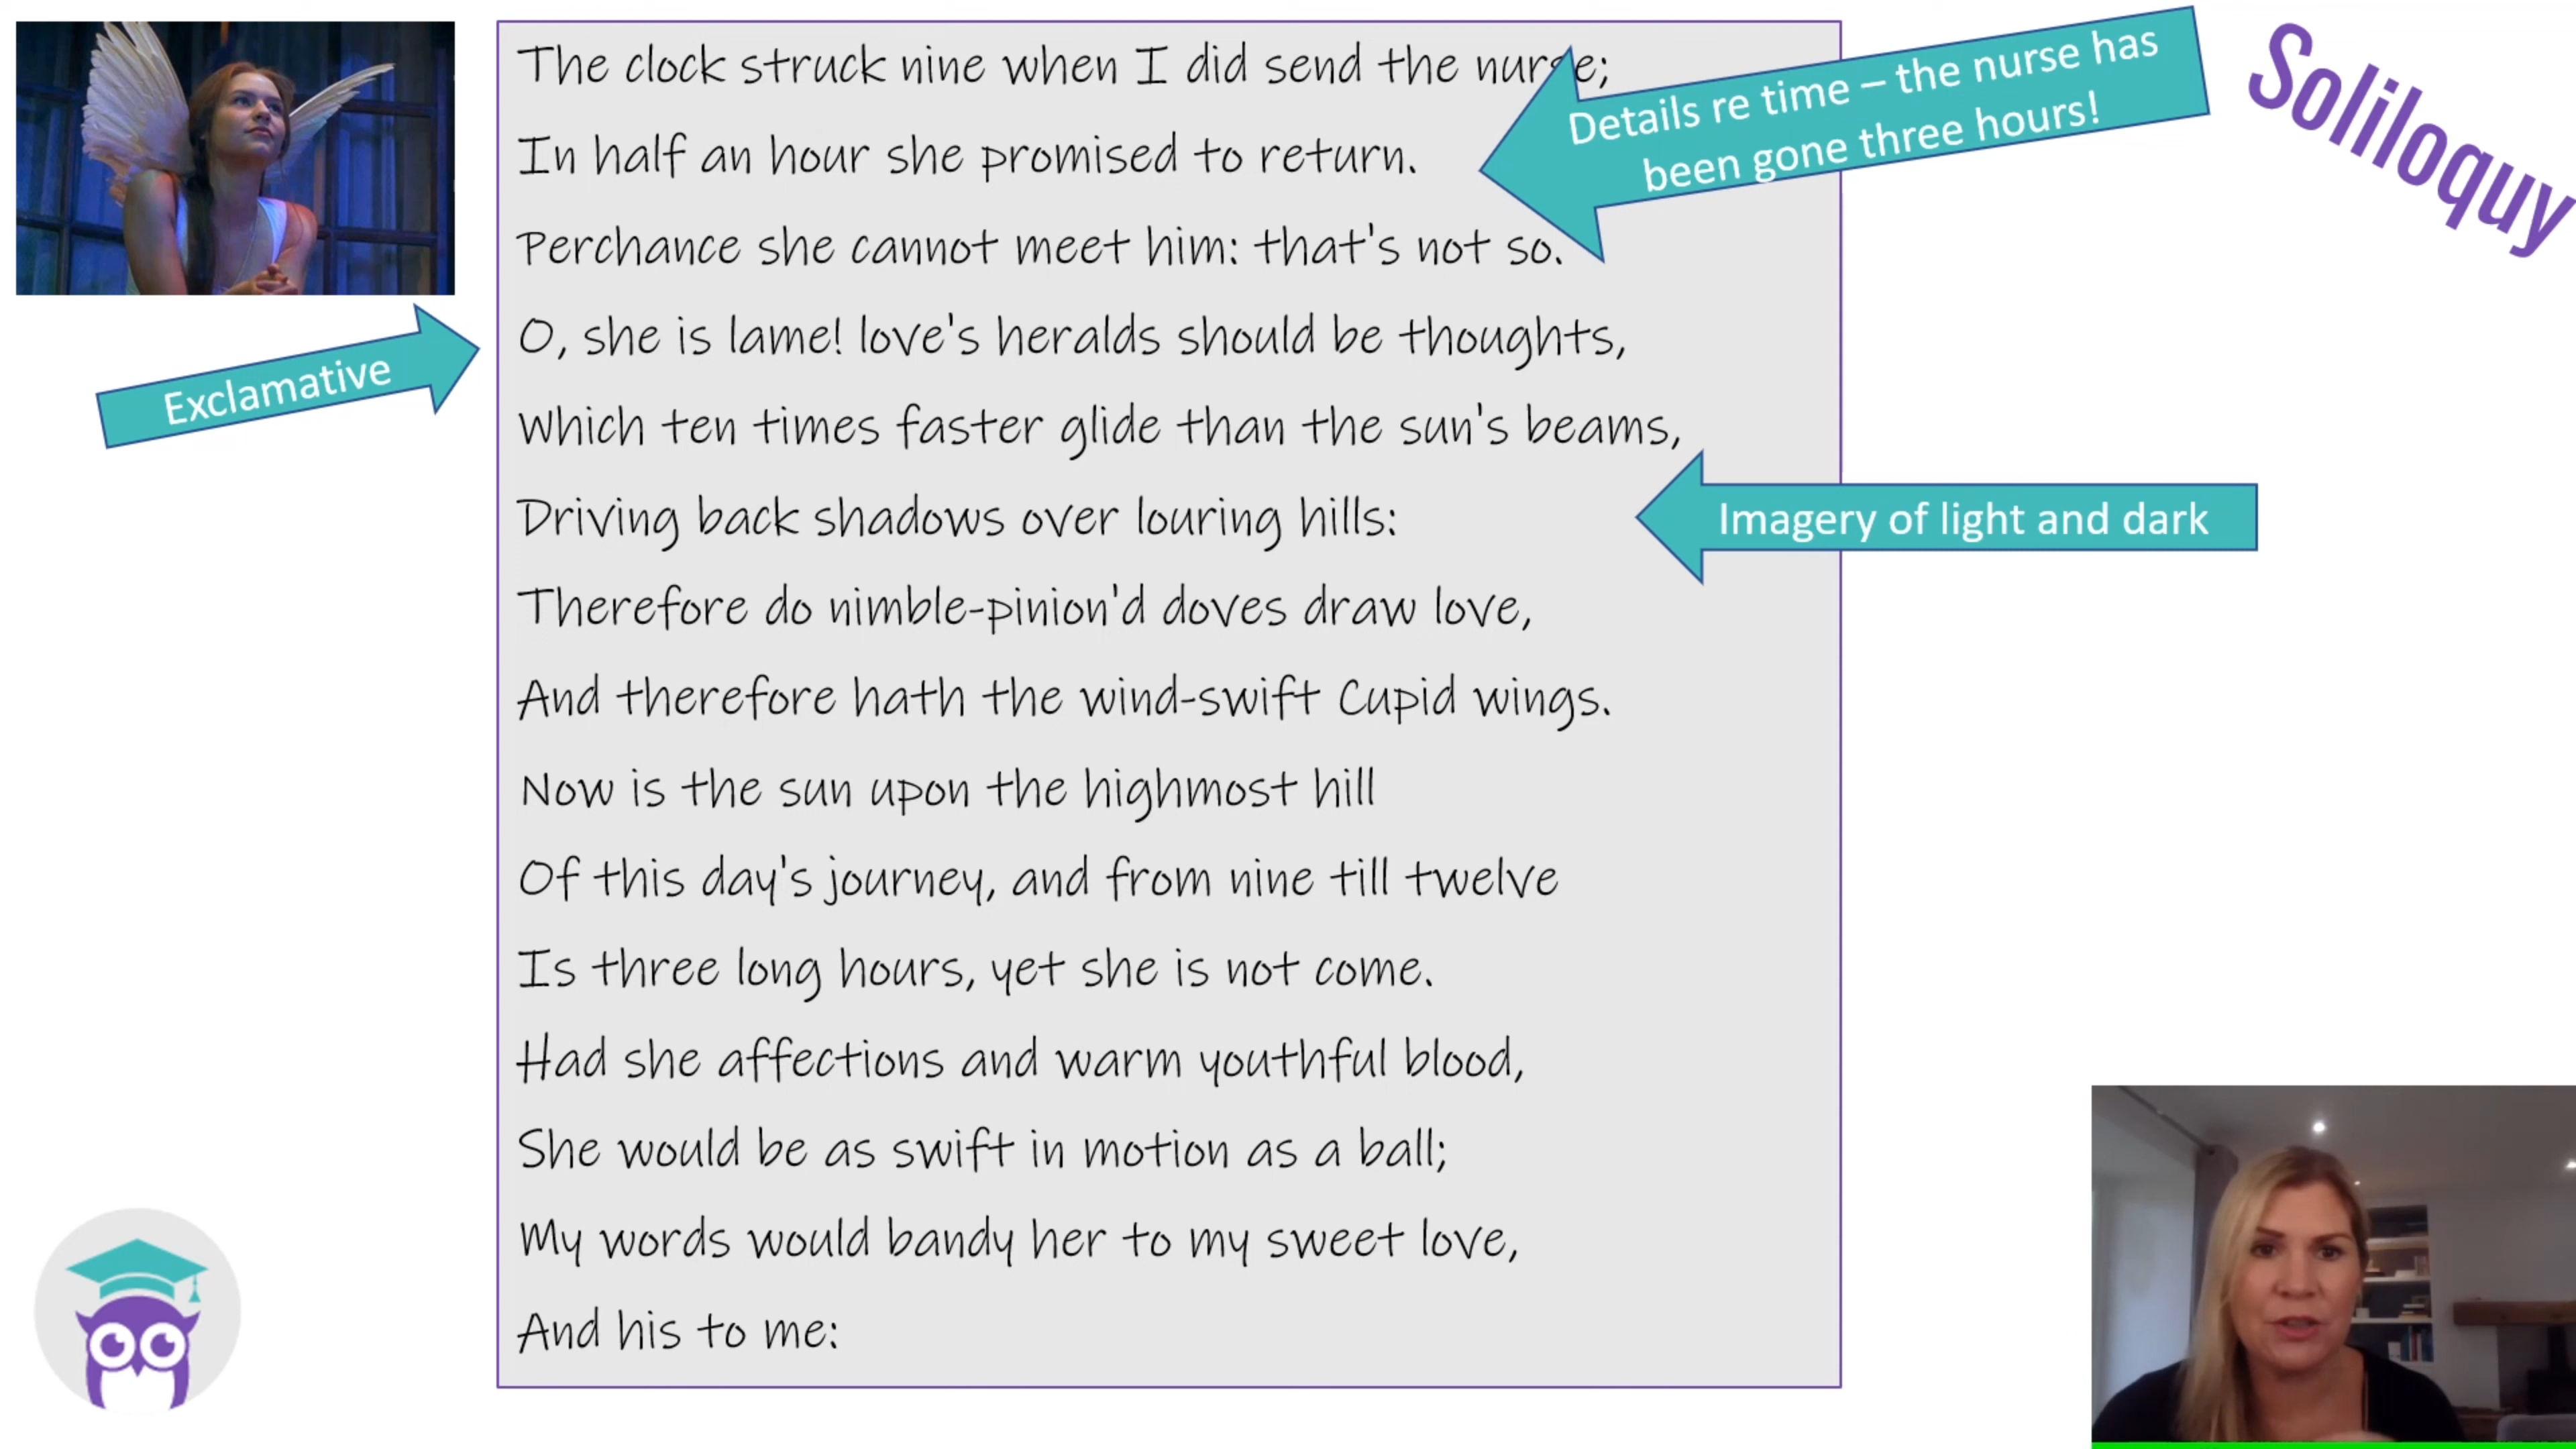 The clock struck nine when I did send the nurse;
In half an hour she promised to return.
Perchance she cannot meet him: that's not so.
O, she is lame! love's heralds should be thoughts,
Which ten times faster glide than the sun's beams,
Driving back shadows over louring hills:
Therefore do nimble-pinion'd doves draw love,
And therefore hath the wind-swift Cupid wings.
Now is the sun upon the highmost hill
Of this day's journey, and from nine till twelve
Is three long hours, yet she is not come.
Had she affections and warm youthful blood,
She would be as swift in motion as a ball;
My words would bandy her to my sweet love,
And his to me:
Details re time – the nurse has
been gone three hours!
Soliloquy
Exclamative
Imagery of light and dark